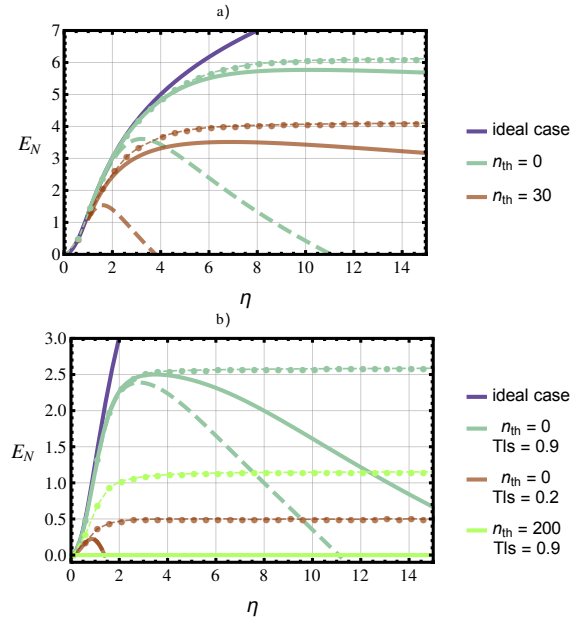 a)
7
6
5
4
3
2
1
0
E_N
0 2 4 6 8 10 12 14
η
ideal case
n_th = 0
n_th = 30
b)
3.0
2.5
2.0
1.5
1.0
0.5
0.0
E_N
0 2 4 6 8 10 12 14
η
ideal case
n_th = 0
Tls = 0.9
n_th = 0
Tls = 0.2
n_th = 200
Tls = 0.9